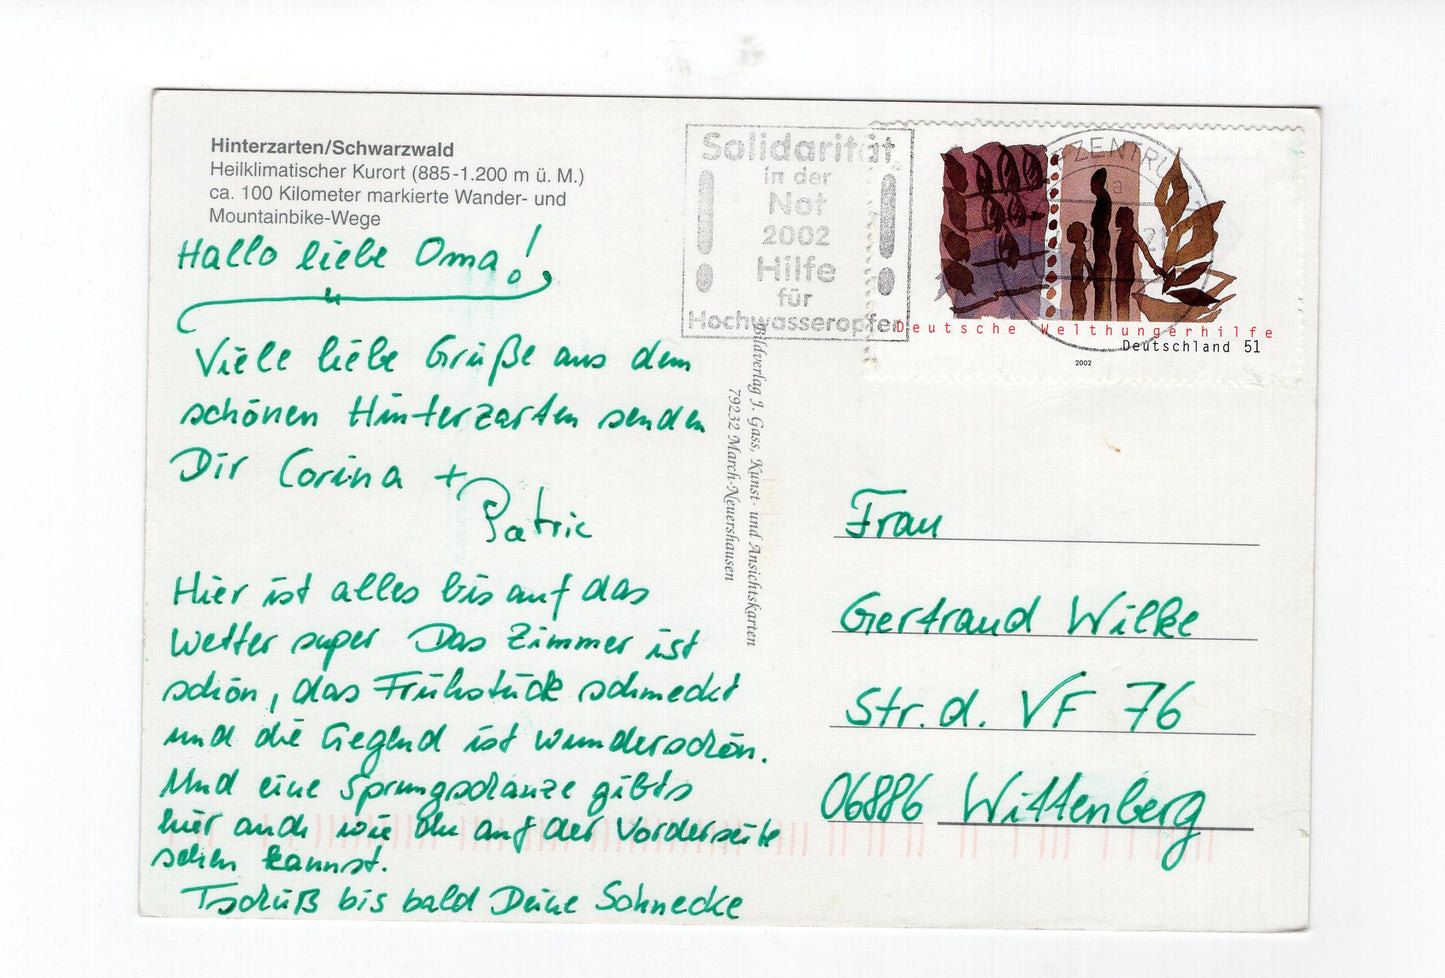 Hinterzarten/Schwarzwald
Heilklimatischer Kurort (885-1.200 m ü. M.)
ca. 100 Kilometer markierte Wander- und
Mountainbike-Wege
Hallo liebe Oma!
Viele liebe Grüße aus dem
schönen Hinterzarten senden
Dir Corina +
Patric
Hier ist alles bis auf das
Wetter super Das Zimmer ist
schön, das Frühstück schmeckt
und die Gegend ist wunderschön.
Und eine Sprungschanze gibts
hier auch wie Du auf der Vorderseite
sehen kannst.
Tschüß bis bald Deine Schnecke
Bildverlag J. Gass, Kunst- und Ansichtskarten
79232 March-Neuershausen
Solidarität
in der
Not
2002
Hilfe
für
Hochwasseropfer
ZENTRUM
a
Deutsche Welthungerhilfe
Deutschland 51
2002
Frau
Gertraud Wilke
Str. d. VF 76
06886 Wittenberg